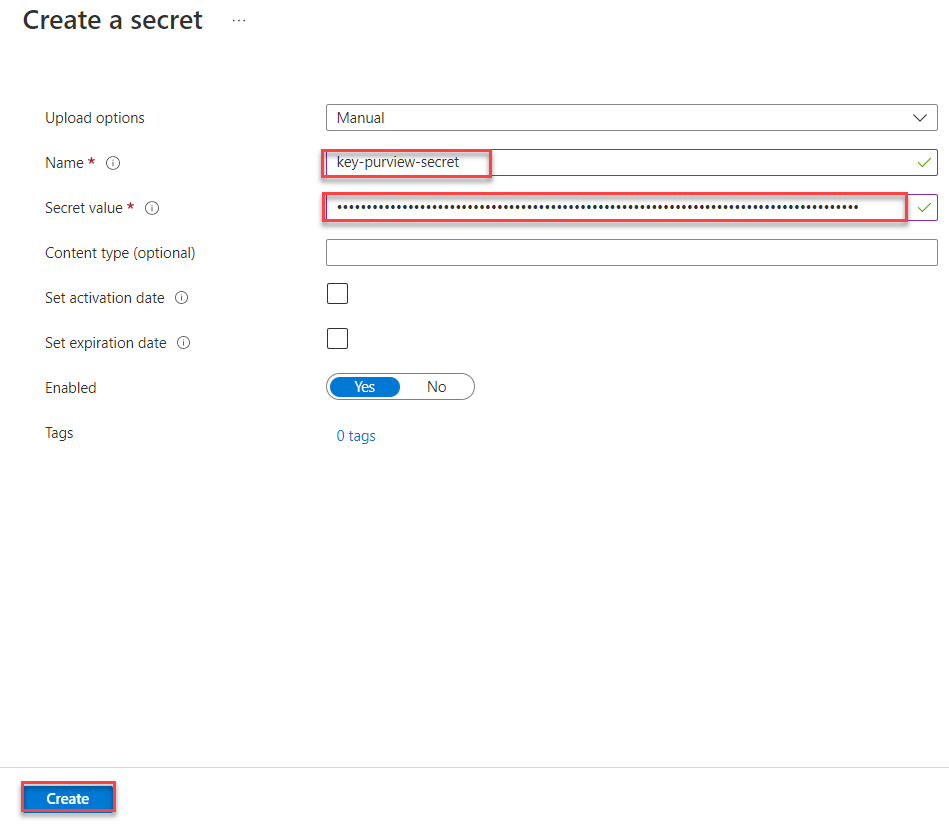 Create a secret ...
Upload options Manual
Name * key-purview-secret
Secret value * ••••••••••••••••••••••••••••••••••••••••••••••••••••••••••••••••••••••••••••••••••••••••
Content type (optional)
Set activation date
Set expiration date
Enabled Yes No
Tags 0 tags
Create